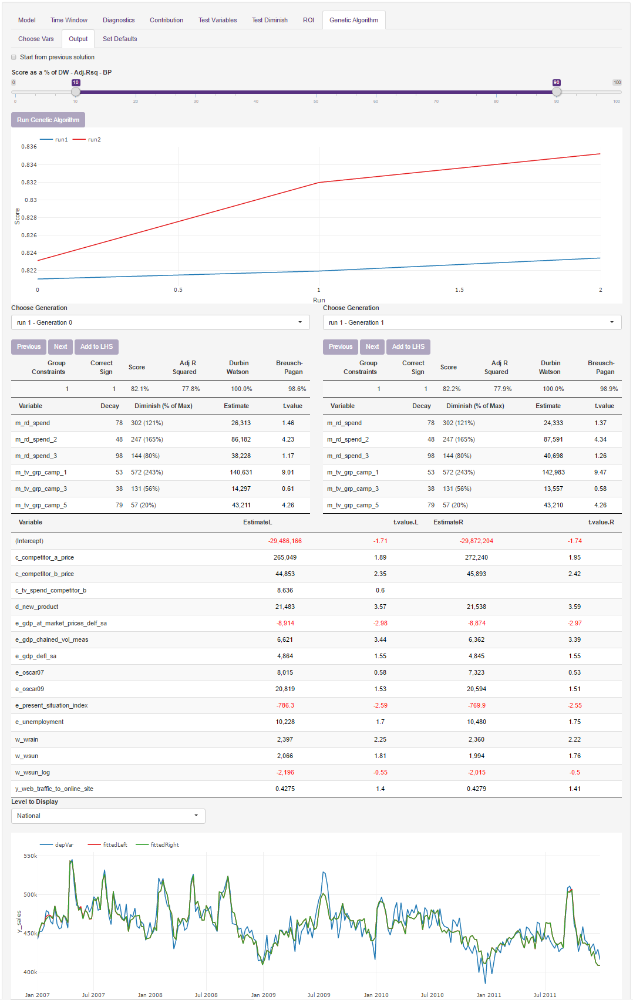 Model Time Window Diagnostics Contribution Test Variables Test Diminish ROI Genetic Algorithm
Choose Vars Output Set Defaults
Start from previous solution
Score as a % of DW - Adj.Rsq - BP
0 10 90 100
0 10 20 30 40 50 60 70 80 90 100
Run Genetic Algorithm
run1 run2
0.836
0.834
0.832
0.83
0.828
0.826
0.824
0.822
Score
0 0.5 1 1.5 2
Run
Choose Generation Choose Generation
run 1 - Generation 0 run 1 - Generation 1
Previous Next Add to LHS Previous Next Add to LHS
Group Constraints Correct Sign Score Adj R Squared Durbin Watson Breusch-Pagan Group Constraints Correct Sign Score Adj R Squared Durbin Watson Breusch-Pagan
1 1 82.1% 77.8% 100.0% 98.6% 1 1 82.2% 77.9% 100.0% 98.9%
Variable Decay Diminish (% of Max) Estimate t.value Variable Decay Diminish (% of Max) Estimate t.value
m_rd_spend 78 302 (121%) 26,313 1.46 m_rd_spend 78 302 (121%) 24,333 1.37
m_rd_spend_2 48 247 (165%) 86,182 4.23 m_rd_spend_2 48 247 (165%) 87,591 4.34
m_rd_spend_3 98 144 (80%) 38,228 1.17 m_rd_spend_3 98 144 (80%) 40,698 1.26
m_tv_grp_camp_1 53 572 (243%) 140,631 9.01 m_tv_grp_camp_1 53 572 (243%) 142,983 9.47
m_tv_grp_camp_3 38 131 (56%) 14,297 0.61 m_tv_grp_camp_3 38 131 (56%) 13,557 0.58
m_tv_grp_camp_5 79 57 (20%) 43,211 4.26 m_tv_grp_camp_5 79 57 (20%) 43,210 4.26
Variable EstimateL t.value.L EstimateR t.value.R
(Intercept) -29,486,166 -1.71 -29,872,204 -1.74
c_competitor_a_price 265,049 1.89 272,240 1.95
c_competitor_b_price 44,853 2.35 45,893 2.42
c_tv_spend_competitor_b 8.636 0.6
d_new_product 21,483 3.57 21,538 3.59
e_gdp_at_market_prices_delf_sa -8,914 -2.98 -8,874 -2.97
e_gdp_chained_vol_meas 6,621 3.44 6,362 3.39
e_gdp_defl_sa 4,864 1.55 4,845 1.55
e_oscar07 8,015 0.58 7,323 0.53
e_oscar09 20,819 1.53 20,594 1.51
e_present_situation_index -786.3 -2.59 -769.9 -2.55
e_unemployment 10,228 1.7 10,480 1.75
w_wrain 2,397 2.25 2,360 2.22
w_wsun 2,066 1.81 1,994 1.76
w_wsun_log -2,196 -0.55 -2,015 -0.5
y_web_traffic_to_online_site 0.4275 1.4 0.4279 1.41
Level to Display
National
depVar fittedLeft fittedRight
550k
500k
450k
400k
y_sales
Jan 2007 Jul 2007 Jan 2008 Jul 2008 Jan 2009 Jul 2009 Jan 2010 Jul 2010 Jan 2011 Jul 2011